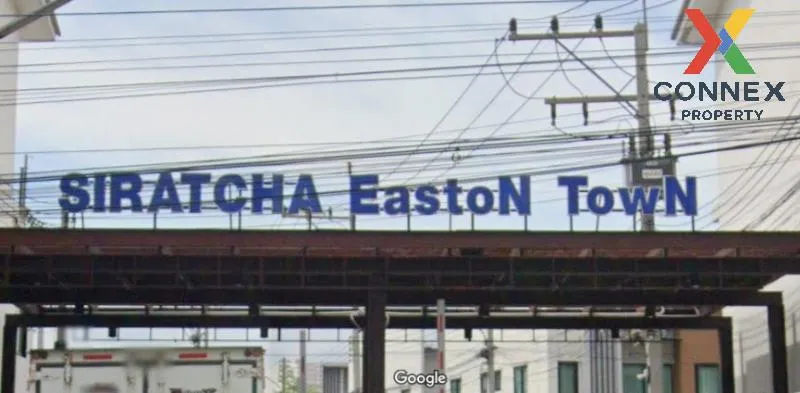 CONNEX
PROPERTY
SIRATCHA EastoN TowN
Google